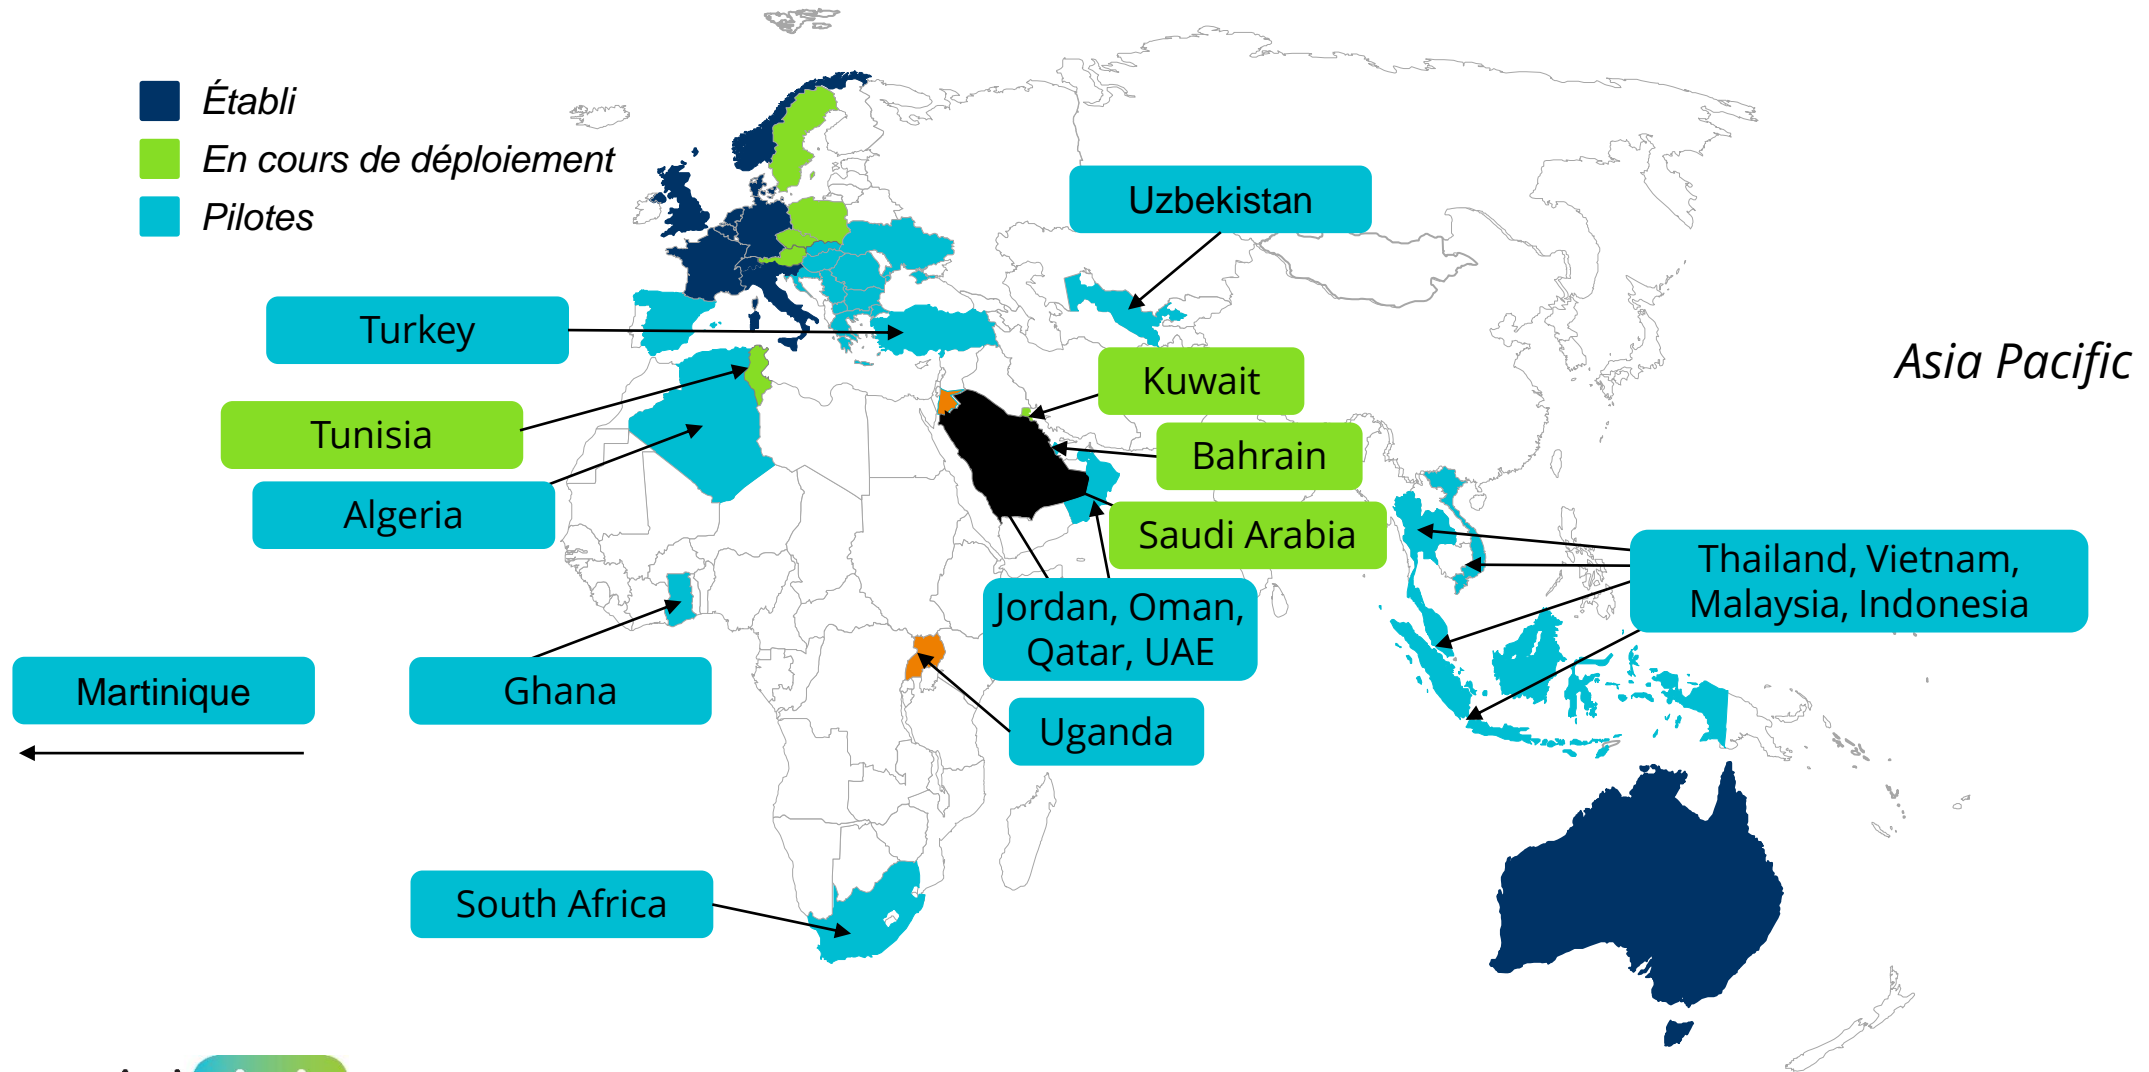 Établi
En cours de déploiement
Pilotes
Uzbekistan
Turkey
Asia Pacific
Kuwait
Tunisia
Bahrain
Algeria
Saudi Arabia
Thailand, Vietnam,
Malaysia, Indonesia
Jordan, Oman,
Qatar, UAE
Martinique
Ghana
Uganda
South Africa